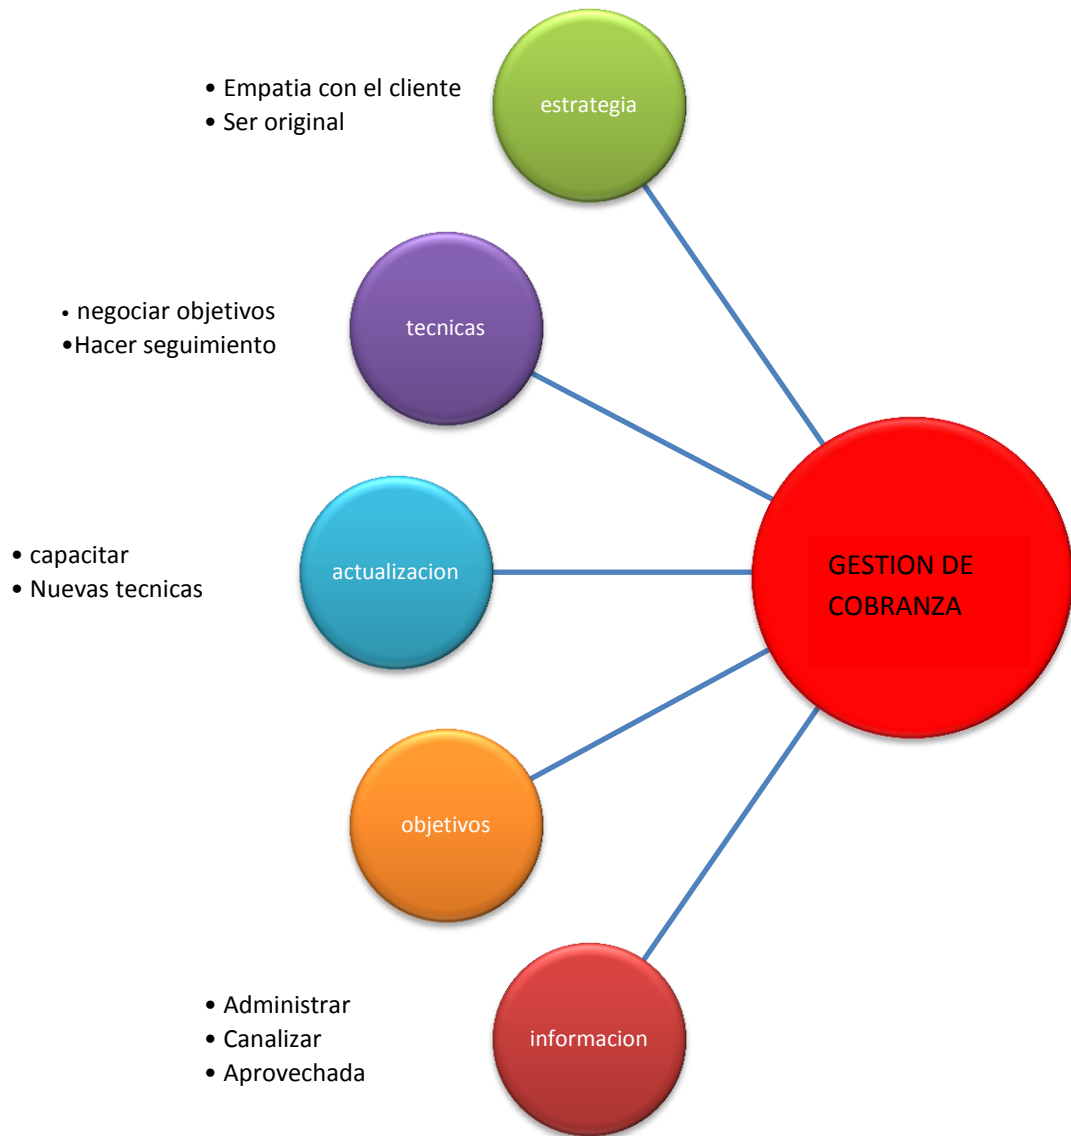 • Empatia con el cliente
• Ser original
estrategia
• negociar objetivos
•Hacer seguimiento
tecnicas
• capacitar
• Nuevas tecnicas
actualizacion
GESTION DE
COBRANZA
objetivos
• Administrar
• Canalizar
• Aprovechada
informacion